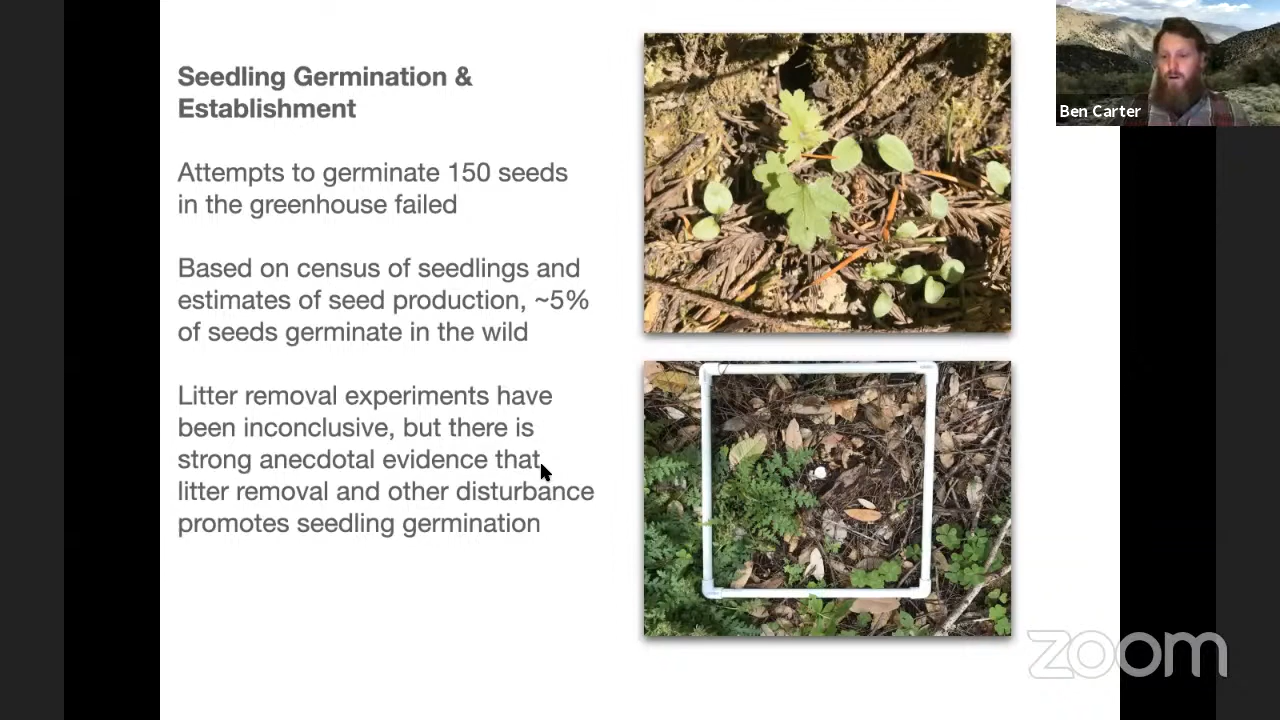 Seedling Germination &
Establishment
Attempts to germinate 150 seeds
in the greenhouse failed
Based on census of seedlings and
estimates of seed production, ~5%
of seeds germinate in the wild
Litter removal experiments have
been inconclusive, but there is
strong anecdotal evidence that
litter removal and other disturbance
promotes seedling germination
Ben Carter
zoom